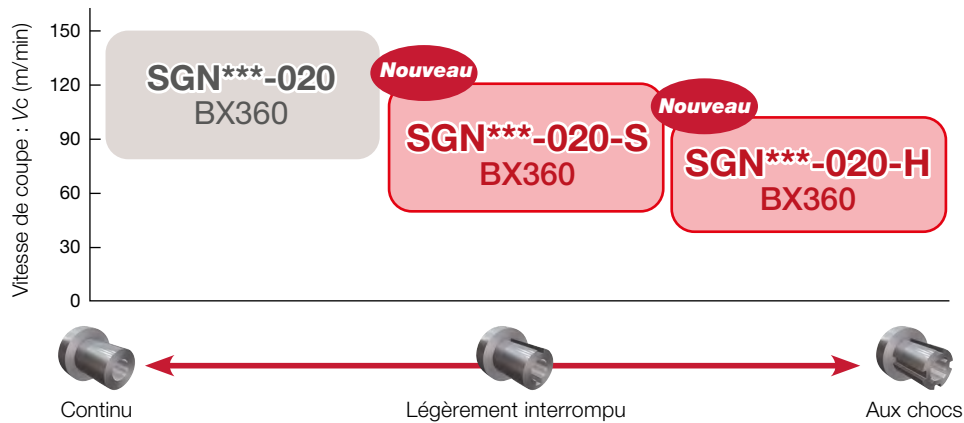 Vitesse de coupe : Vc (m/min)
150
120
90
60
30
0
SGN***-020
BX360
Nouveau
SGN***-020-S
BX360
Nouveau
SGN***-020-H
BX360
Continu
Légèrement interrompu
Aux chocs